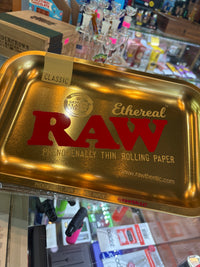 CLASSIC
Ethereal
RAW
PHENOMENALLY THIN ROLLING PAPER
www.rawthentic.com